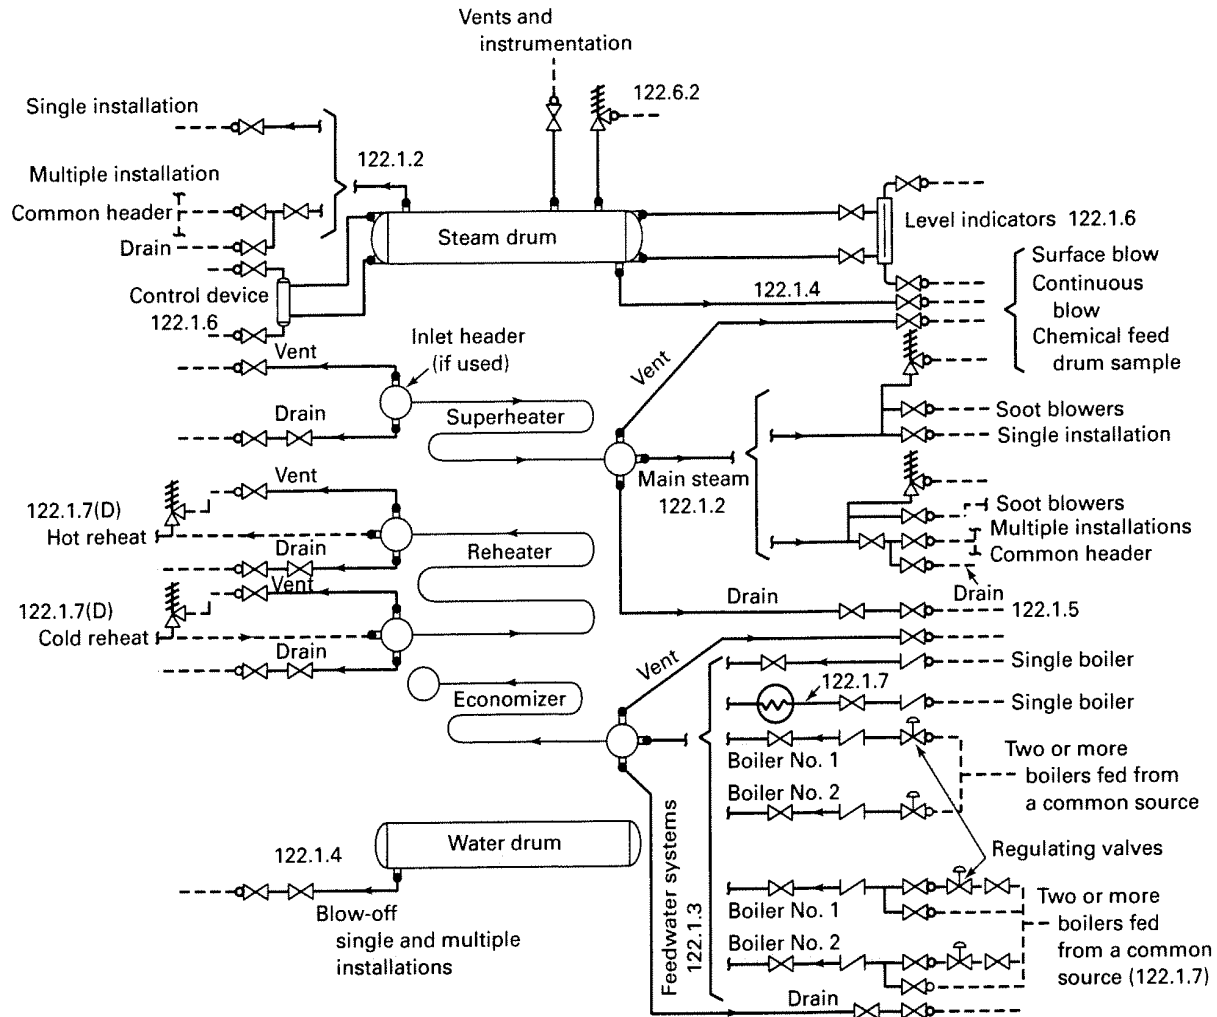 Vents and
instrumentation
122.6.2
Single installation
122.1.2
Multiple installation
Common header
Drain
Steam drum
Level indicators 122.1.6
Control device
122.1.6
122.1.4
Surface blow
Continuous
blow
Chemical feed
drum sample
Vent
Inlet header
(if used)
Vent
Drain
Superheater
Soot blowers
Single installation
Main steam
122.1.2
Vent
122.1.7(D)
Hot reheat
Drain
Reheater
Soot blowers
Multiple installations
Common header
Drain
Vent
122.1.7(D)
Cold reheat
Drain
Drain
122.1.5
Vent
Single boiler
Economizer
122.1.7
Single boiler
Boiler No. 1
Two or more
boilers fed from
a common source
Boiler No. 2
Water drum
Regulating valves
122.1.4
Blow-off
single and multiple
installations
Feedwater systems
122.1.3
Boiler No. 1
Boiler No. 2
Two or more
boilers fed
from a common
source (122.1.7)
Drain